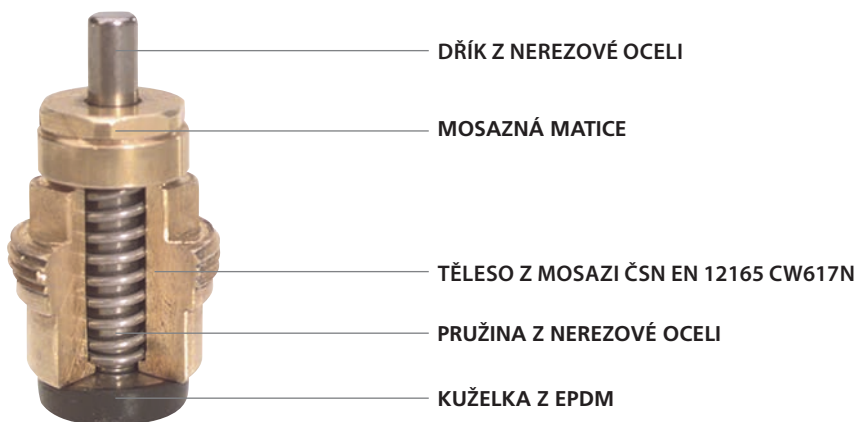 DŘÍK Z NEREZOVÉ OCELI
MOSAZNÁ MATICE
TĚLESO Z MOSAZI ČSN EN 12165 CW617N
PRUŽINA Z NEREZOVÉ OCELI
KUŽELKA Z EPDM